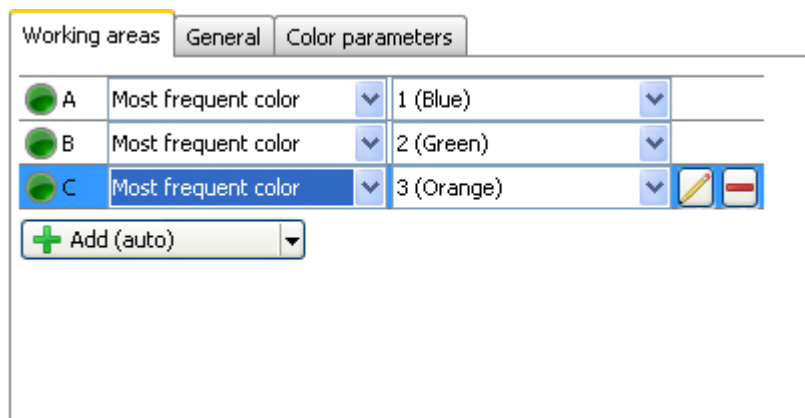 Working areas General Color parameters
A Most frequent color 1 (Blue)
B Most frequent color 2 (Green)
C Most frequent color 3 (Orange)
Add (auto)